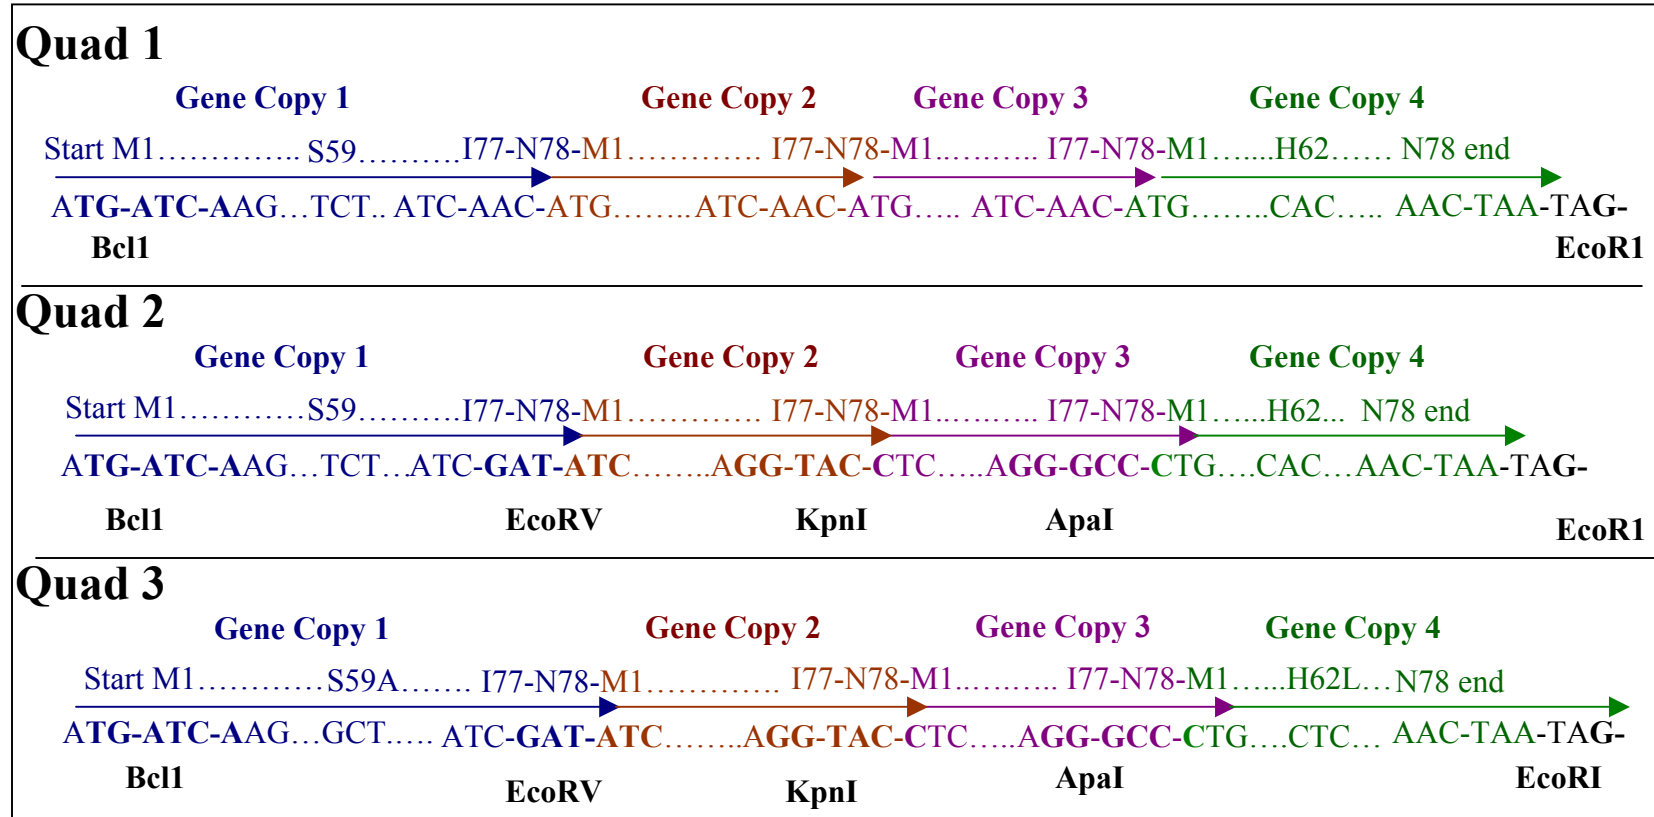 Quad 1
Gene Copy 1 Gene Copy 2 Gene Copy 3 Gene Copy 4
Start M1………….. S59……….I77-N78-M1…………. I77-N78-M1..…….. I77-N78-M1…....H62…… N78 end
ATG-ATC-AAG…TCT.. ATC-AAC-ATG……..ATC-AAC-ATG….. ATC-AAC-ATG……..CAC….. AAC-TAA-TAG-
Bcl1 EcoR1
Quad 2
Gene Copy 1 Gene Copy 2 Gene Copy 3 Gene Copy 4
Start M1…………S59……….I77-N78-M1…………. I77-N78-M1..…….. I77-N78-M1……H62... N78 end
ATG-ATC-AAG…TCT…ATC-GAT-ATC……..AGG-TAC-CTC…..AGG-GCC-CTG….CAC…AAC-TAA-TAG-
Bcl1 EcoRV KpnI ApaI EcoR1
Quad 3
Gene Copy 1 Gene Copy 2 Gene Copy 3 Gene Copy 4
Start M1…………S59A……. I77-N78-M1…………. I77-N78-M1..…….. I77-N78-M1…...H62L… N78 end
ATG-ATC-AAG…GCT….. ATC-GAT-ATC……..AGG-TAC-CTC…..AGG-GCC-CTG….CTC… AAC-TAA-TAG-
Bcl1 EcoRV KpnI ApaI EcoRI